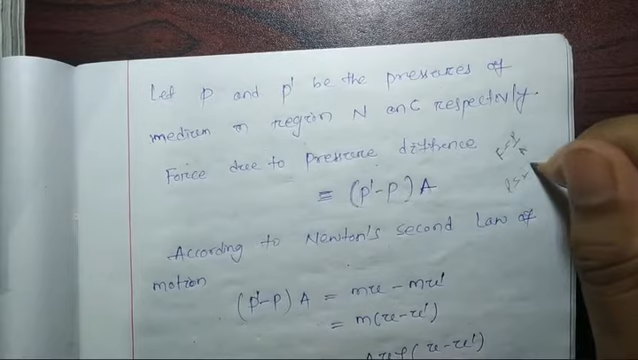 Let P and P' be the pressures of
medium in region N and C respectively.
Force due to Pressure diffrence
= (P'-P) A
According to Newton's second Law of
motion
(P'-P) A = mu - mu'
= m(u-u')
(u-u')